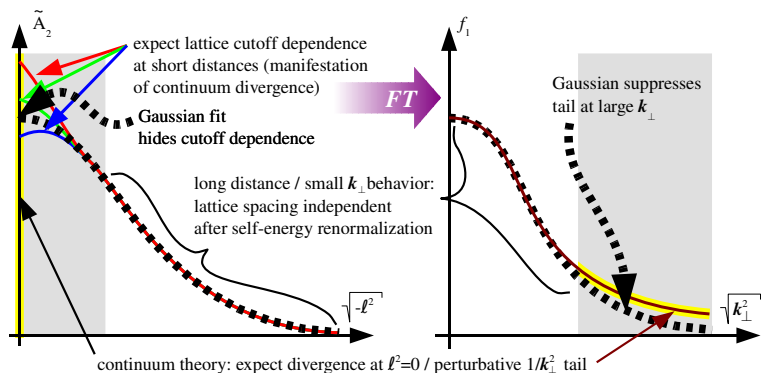 Ã₂
f₁
expect lattice cutoff dependence
at short distances (manifestation
of continuum divergence)
Gaussian fit
hides cutoff dependence
FT
Gaussian suppresses
tail at large k⊥
long distance / small k⊥ behavior:
lattice spacing independent
after self-energy renormalization
√-ℓ²
√k⊥²
continuum theory: expect divergence at ℓ²=0 / perturbative 1/k⊥² tail